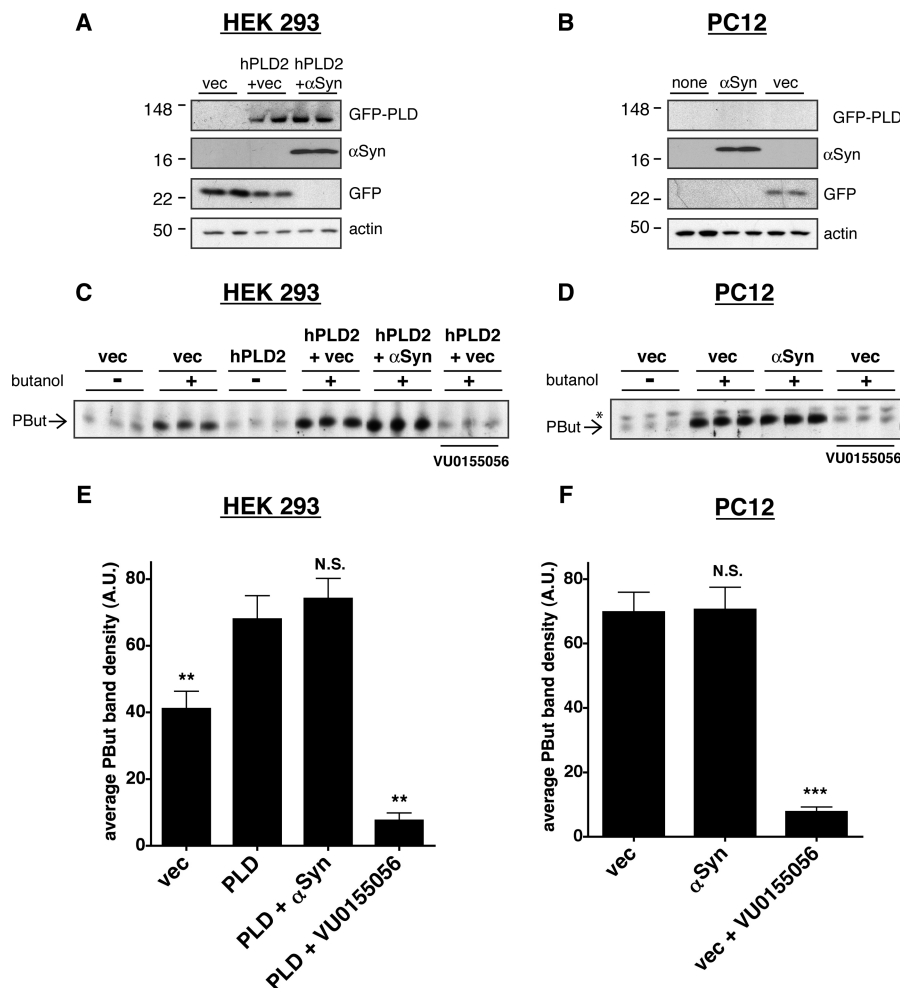 A
HEK 293
vec
hPLD2
+vec
hPLD2
+αSyn
148
GFP-PLD
16
αSyn
22
GFP
50
actin
B
PC12
none
αSyn
vec
148
GFP-PLD
16
αSyn
22
GFP
50
actin
C
HEK 293
vec
vec
hPLD2
hPLD2
+ vec
hPLD2
+ αSyn
hPLD2
+ vec
butanol
-
+
-
+
+
+
PBut
VU0155056
D
PC12
vec
vec
αSyn
vec
butanol
-
+
+
+
*
PBut
VU0155056
E
HEK 293
average PBut band density (A.U.)
80
60
40
20
0
**
N.S.
**
vec
PLD
PLD + αSyn
PLD + VU0155056
F
PC12
average PBut band density (A.U.)
80
60
40
20
0
N.S.
***
vec
αSyn
vec + VU0155056